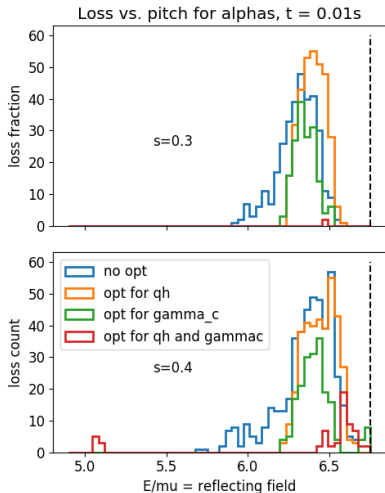 Loss vs. pitch for alphas, t = 0.01s
60
50
40
30
20
10
0
loss fraction
s=0.3
60
50
40
30
20
10
0
loss count
no opt
opt for qh
opt for gamma_c
opt for qh and gammac
s=0.4
5.0 5.5 6.0 6.5
E/mu = reflecting field